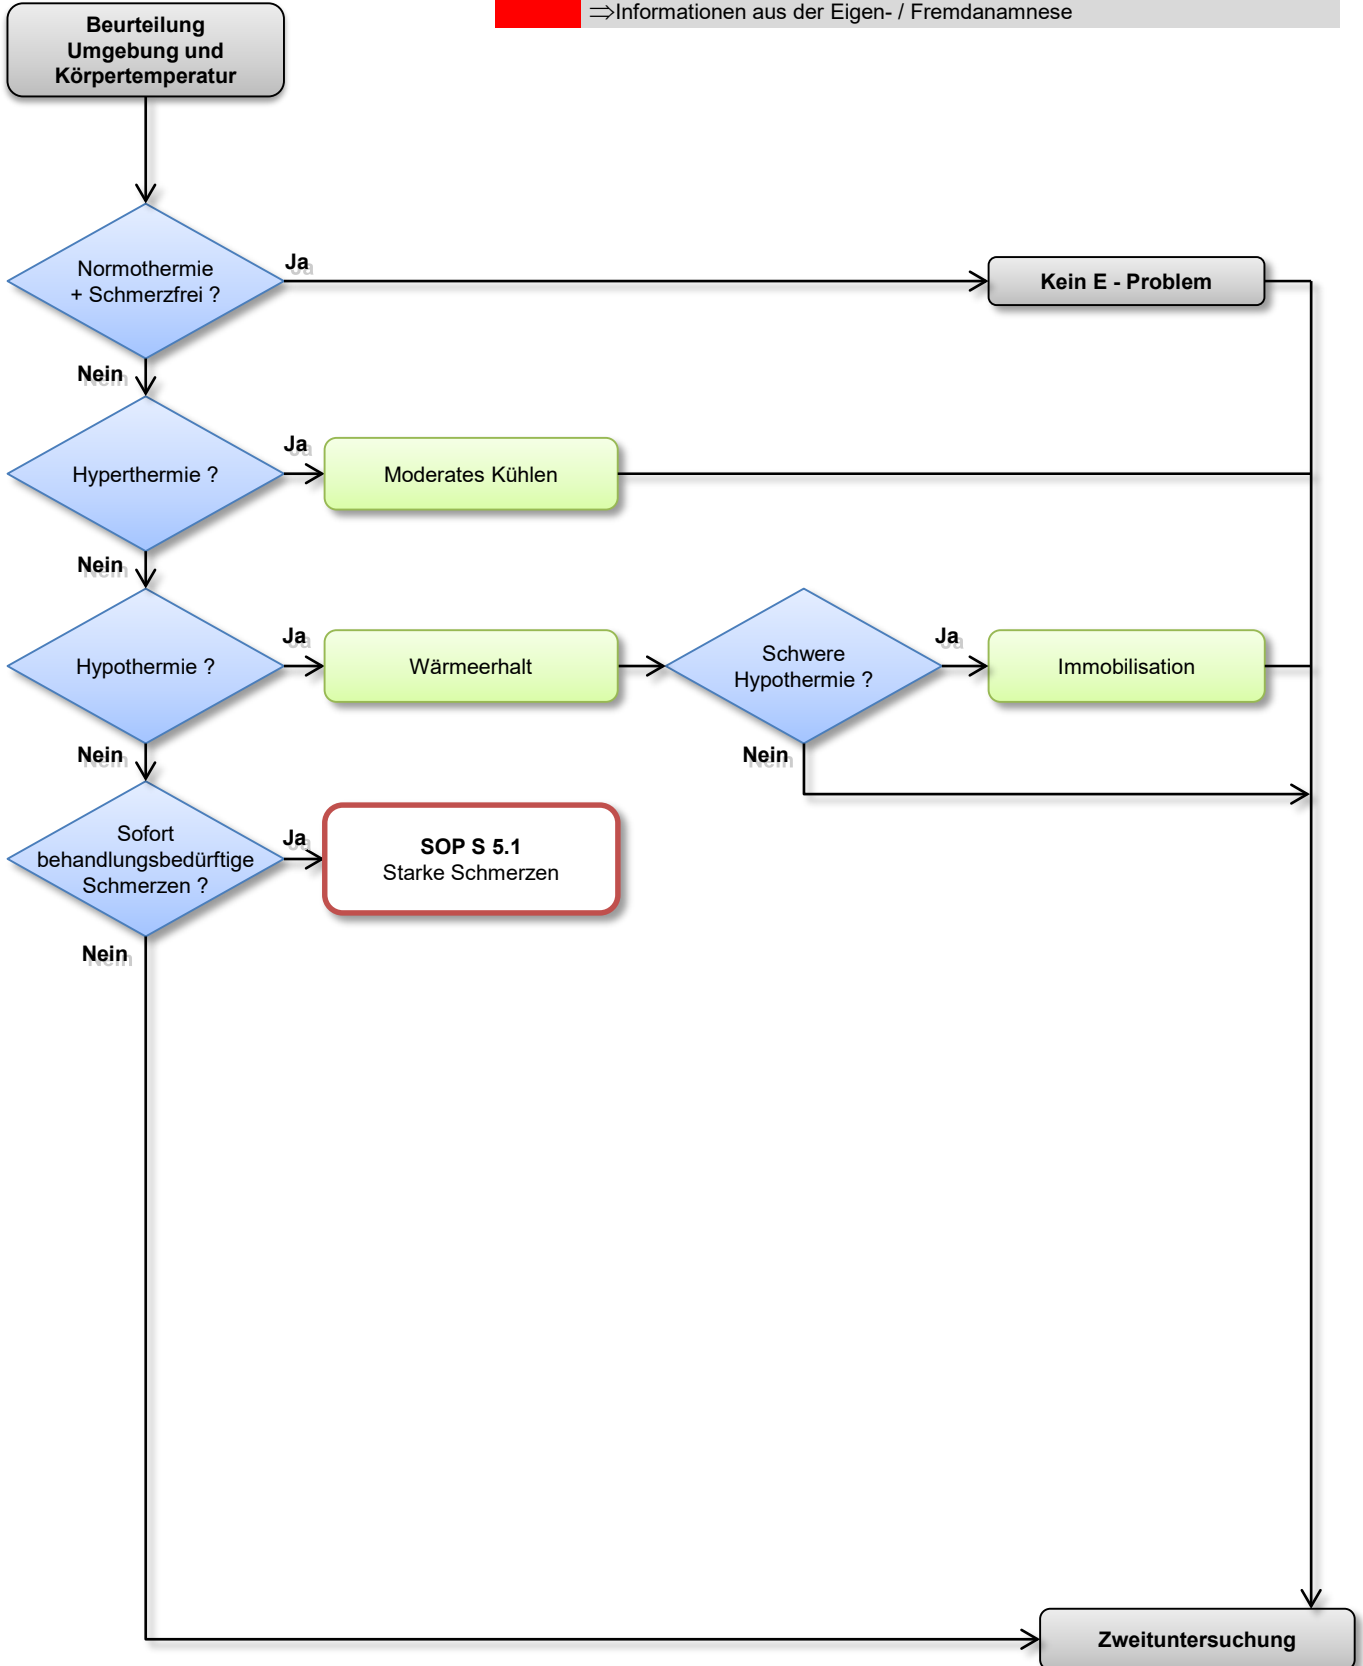 ⇒Informationen aus der Eigen- / Fremdanamnese
Beurteilung
Umgebung und
Körpertemperatur
Normothermie
+ Schmerzfrei ?
Ja
Kein E - Problem
Nein
Hyperthermie ?
Ja
Moderates Kühlen
Nein
Hypothermie ?
Ja
Wärmeerhalt
Schwere
Hypothermie ?
Ja
Immobilisation
Nein
Nein
Sofort
behandlungsbedürftige
Schmerzen ?
Ja
SOP S 5.1
Starke Schmerzen
Nein
Zweituntersuchung